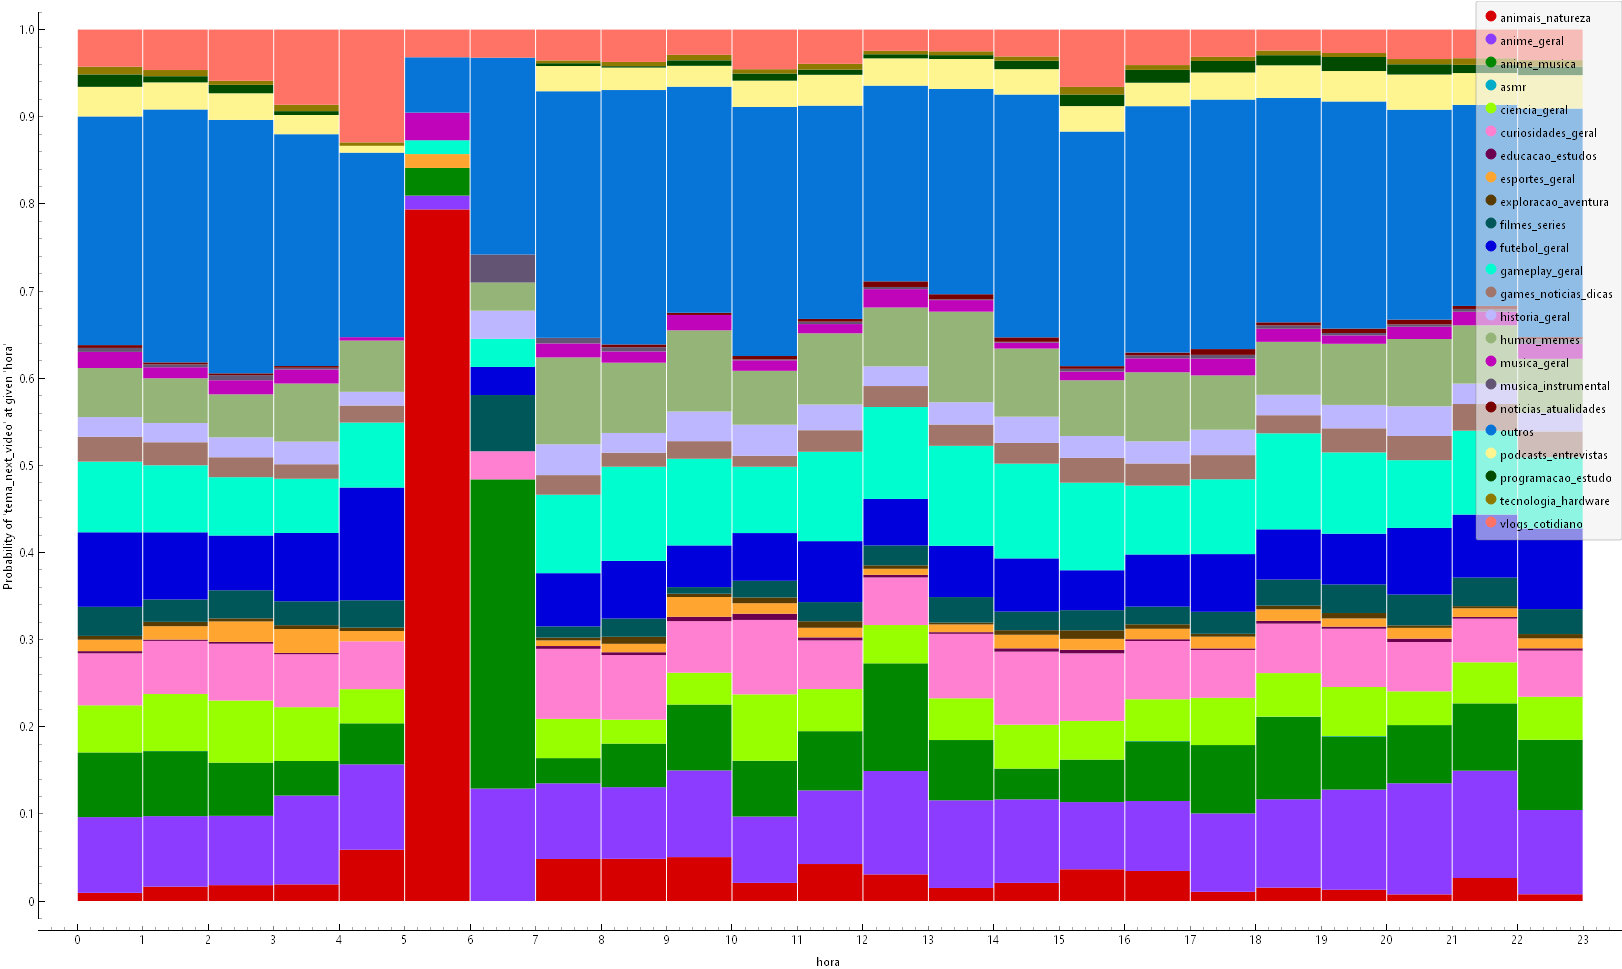 1.0
0.9
0.8
0.7
0.6
0.5
0.4
0.3
0.2
0.1
0
Probability of 'tema_next_video' at given 'hora'
0 1 2 3 4 5 6 7 8 9 10 11 12 13 14 15 16 17 18 19 20 21 22 23
hora
animais_natureza
anime_geral
anime_musica
asmr
ciencia_geral
curiosidades_geral
educacao_estudos
esportes_geral
exploracao_aventura
filmes_series
futebol_geral
gameplay_geral
games_noticias_dicas
historia_geral
humor_memes
musica_geral
musica_instrumental
noticias_atualidades
outros
podcasts_entrevistas
programacao_estudo
tecnologia_hardware
vlogs_cotidiano